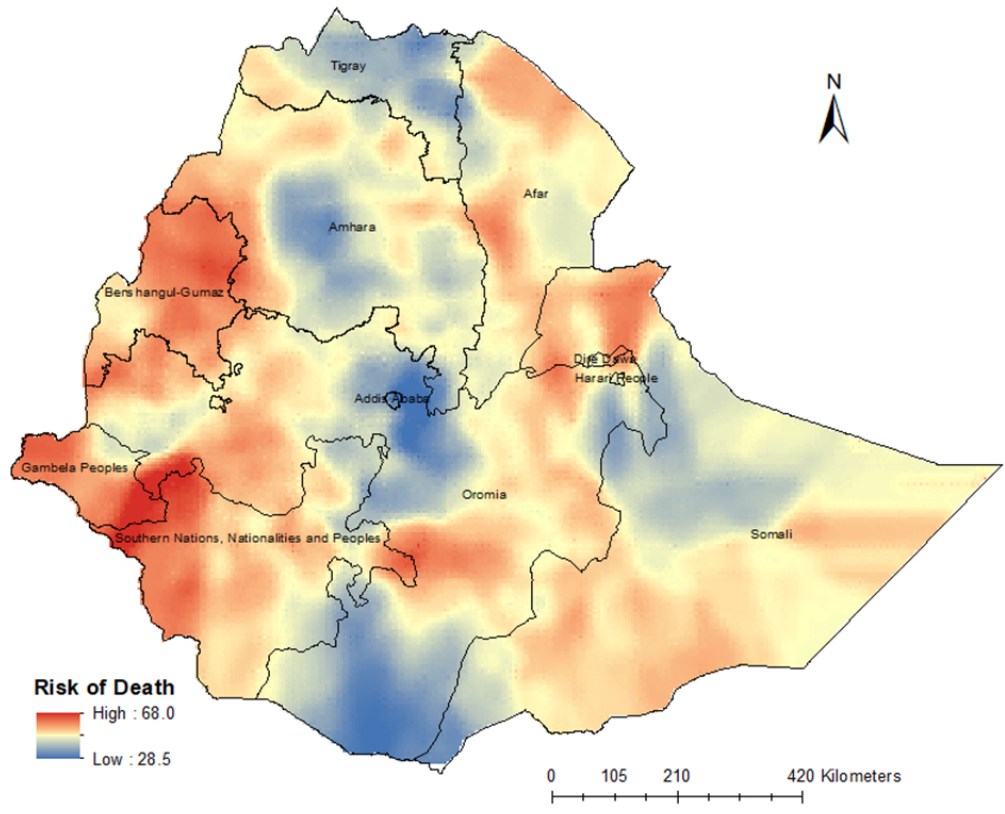 Tigray
N
Afar
Amhara
Benshangul-Gumaz
Dire Dawa
Harari People
Addis Ababa
Gambela Peoples
Oromia
Southern Nations, Nationalities and Peoples
Somali
Risk of Death
High : 68.0
Low : 28.5
0 105 210 420 Kilometers